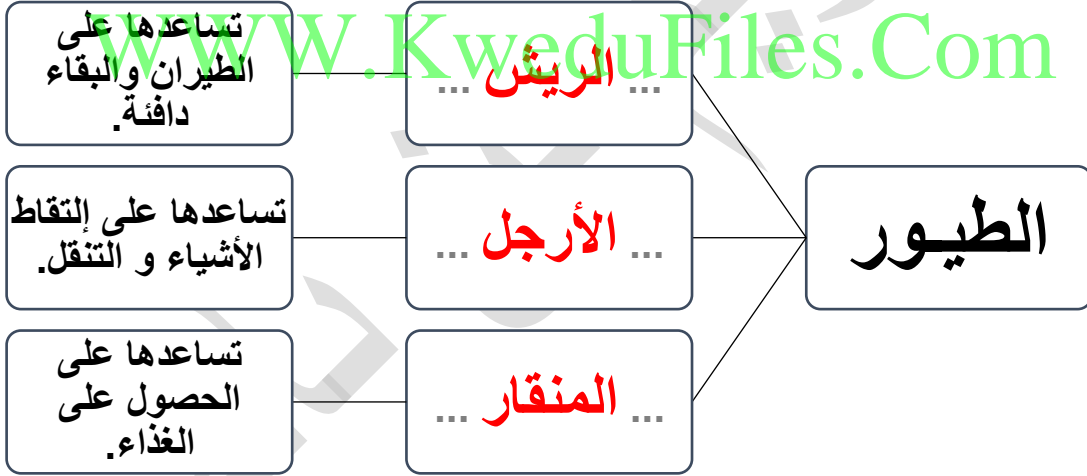 WWW.KweduFiles.Com
الطيـور
... الريش ...
تساعدها على
الطيران والبقاء
دافئة.
... الأرجل ...
تساعدها على إلتقاط
الأشياء و التنقل.
... المنقار ...
تساعدها على
الحصول على
الغذاء.